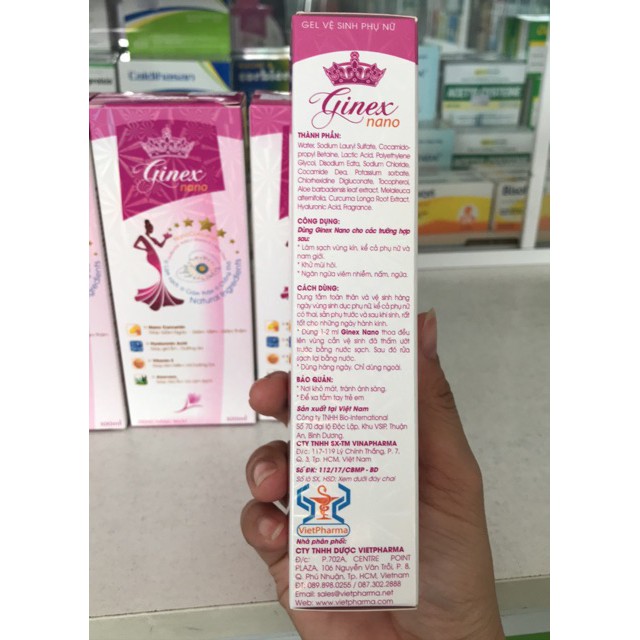 GEL VỆ SINH PHỤ NỮ
Ginex
nano
THÀNH PHẦN:
Water, Sodium Lauryl Sulfate, Cocamido-
propyl Betaine, Lactic Acid, Polyethylene
Glycol, Disodium Edta, Sodium Chloride,
Cocamide Dea, Potassium sorbate,
Chlorhexidine Digluconate, Tocopherol,
Aloe barbadensis leaf extract, Melaleuca
alternifolia, Curcuma Longa Root Extract,
Hyaluronic Acid, Fragrance.
CÔNG DỤNG:
Dùng Ginex Nano cho các trường hợp
sau:
* Làm sạch vùng kín, kể cả phụ nữ và
nam giới.
* Khử mùi hôi.
* Ngăn ngừa viêm nhiễm, nấm, ngứa.
CÁCH DÙNG:
Dung tắm toàn thân và vệ sinh hàng
ngày vùng sinh dục phụ nữ, kể cả phụ nữ
có thai, sản phụ trước và sau khi sinh, rất
tốt cho những ngày hành kinh.
* Dùng 1-2 ml Ginex Nano thoa đều
lên vùng cần vệ sinh đã thấm ướt
trước bằng nước sạch. Sau đó rửa
sạch lại bằng nước.
* Dùng hàng ngày. Chỉ dùng ngoài.
BẢO QUẢN:
* Nơi khô mát, tránh ánh sáng.
* Để xa tầm tay trẻ em
Sản xuất tại Việt Nam
Công ty TNHH Bio-International
Số 70 đại lộ Độc Lập, Khu VSIP, Thuận
An, Bình Dương.
CTY TNHH SX-TM VINAPHARMA
Đ/c: 117-119 Lý Chính Thắng, P. 7,
Q. 3, Tp. HCM, Việt Nam
Số ĐK: 112/17/CBMP - BD
Số lô SX, HSD: Xem dưới đáy chai
VietPharma
Nhà phân phối:
CTY TNHH DƯỢC VIETPHARMA
Đ/c: P.702A, CENTRE POINT
PLAZA, 106 Nguyễn Văn Trỗi, P. 8,
Q. Phú Nhuận, Tp. HCM, Vietnam
ĐT: 089.898.0255 / 087.302.2888
Email: sales@vietpharma.net
Web: www.vietpharma.com
Ginex
nano
Natural Ingredients
Nano Curcumin
Hyaluronic Acid
Vitamin E
Caldihasan
ACETYLCYSTEINE